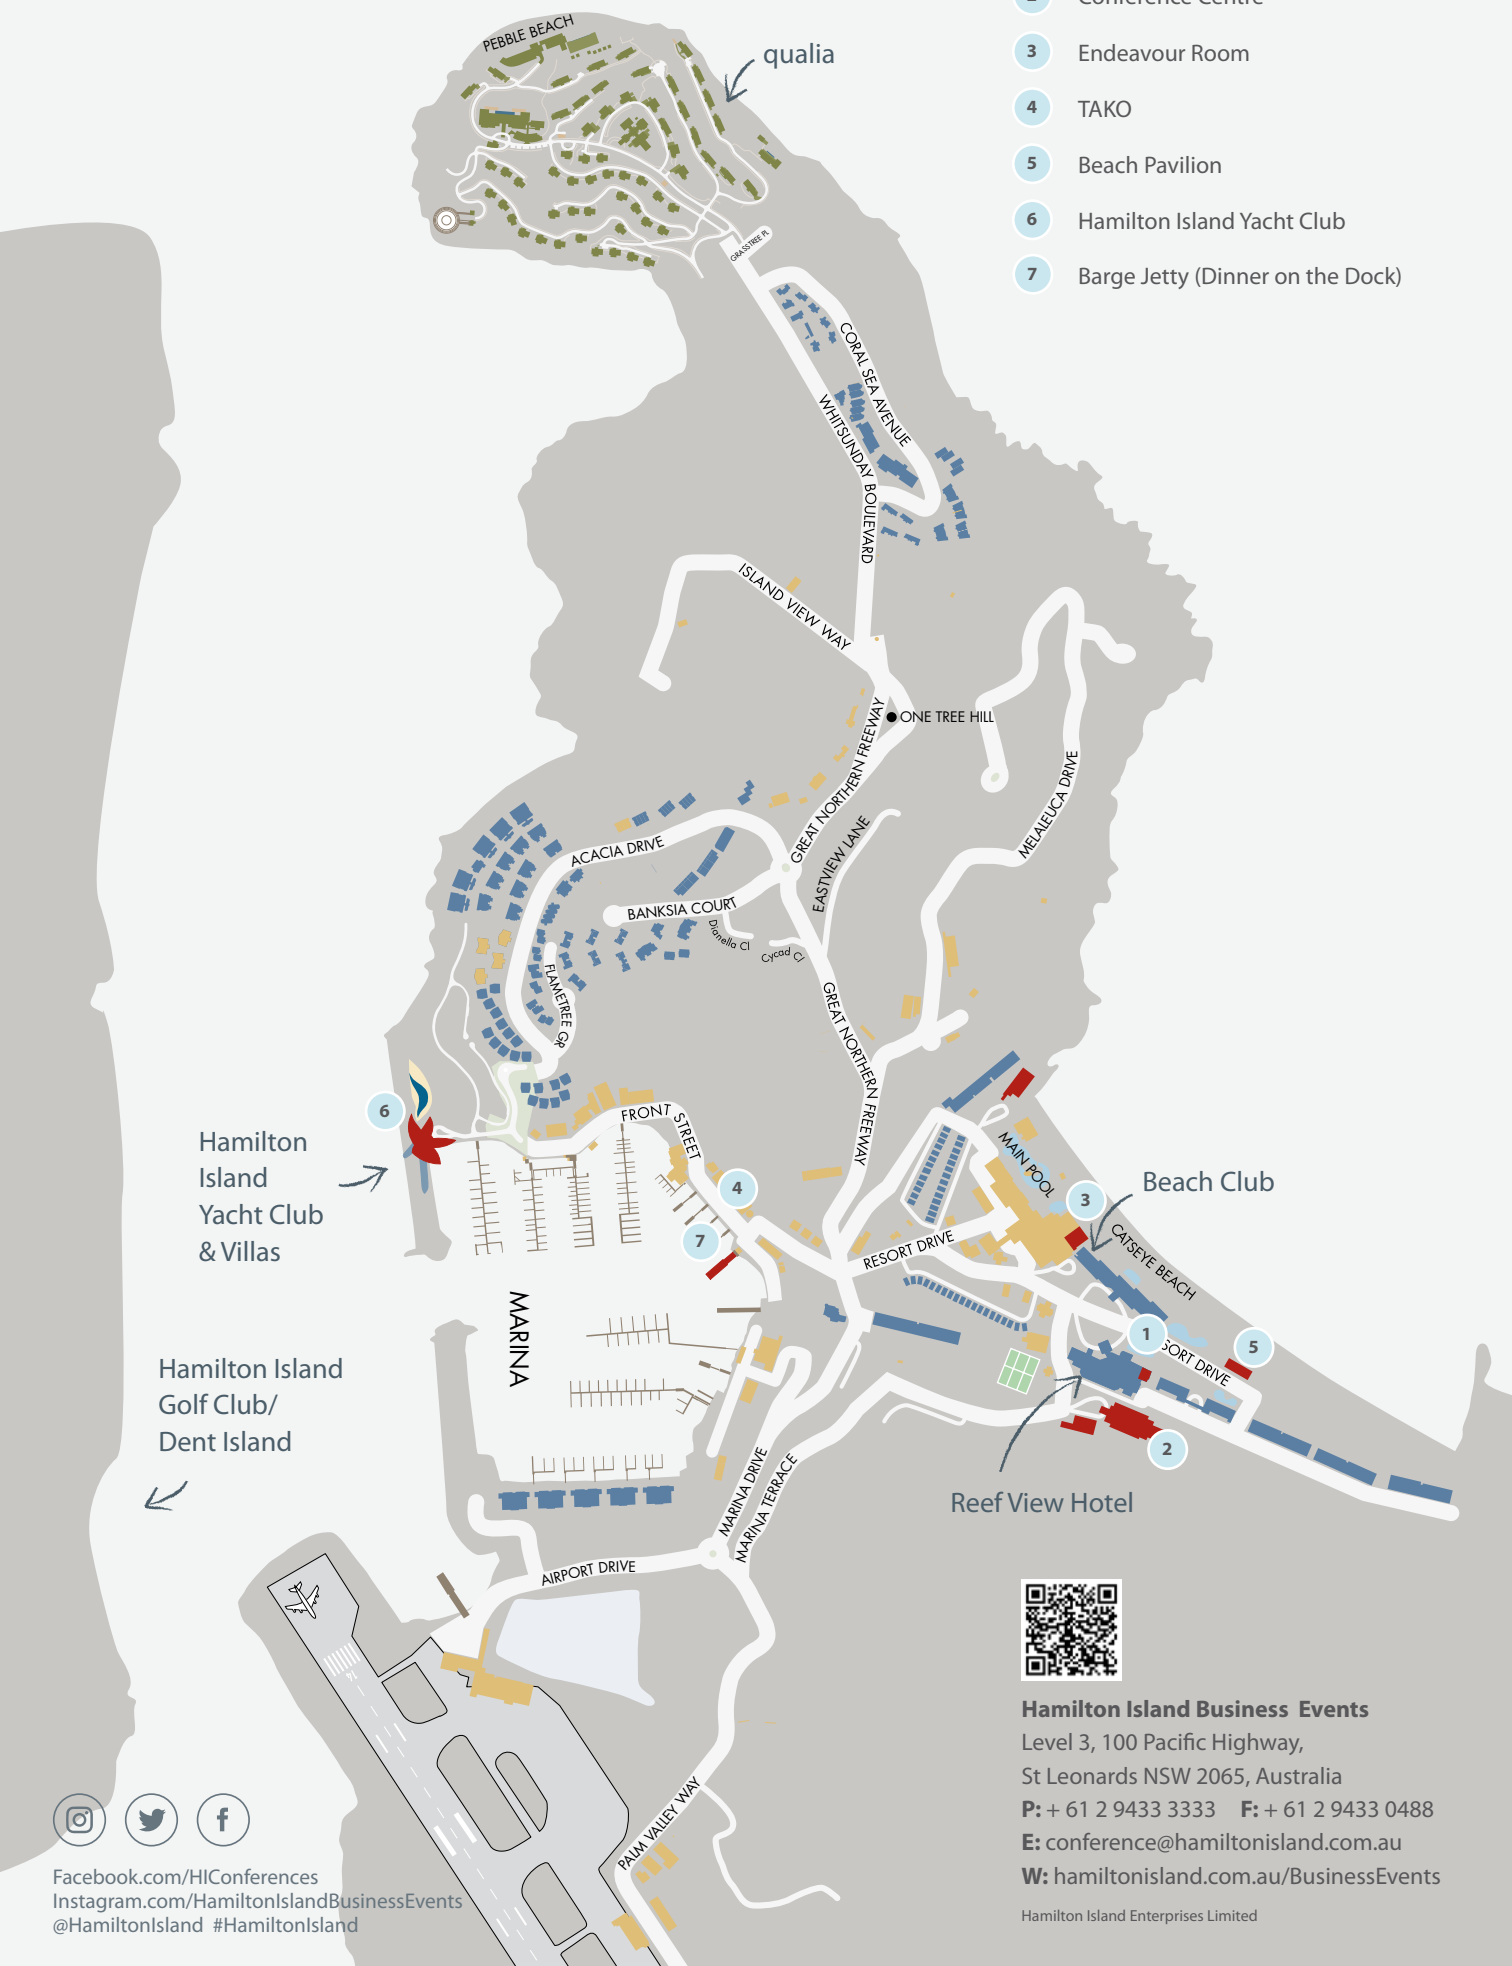 Conference Centre
3 Endeavour Room
4 TAKO
5 Beach Pavilion
6 Hamilton Island Yacht Club
7 Barge Jetty (Dinner on the Dock)
PEBBLE BEACH
qualia
GRASSTREE PL
CORAL SEA AVENUE
WHITSUNDAY BOULEVARD
ISLAND VIEW WAY
ONE TREE HILL
GREAT NORTHERN FREEWAY
MELALEUCA DRIVE
EASTVIEW LANE
ACACIA DRIVE
BANKSIA COURT
Dianella Cl
Cycad Cl
FLAMETREE GR
GREAT NORTHERN FREEWAY
6
Hamilton
Island
Yacht Club
& Villas
FRONT STREET
MAIN POOL
4
3
Beach Club
7
RESORT DRIVE
CATSEYE BEACH
MARINA
1
SORT DRIVE
5
Hamilton Island
Golf Club/
Dent Island
2
Reef View Hotel
MARINA DRIVE
MARINA TERRACE
AIRPORT DRIVE
PALM VALLEY WAY
Hamilton Island Business Events
Level 3, 100 Pacific Highway,
St Leonards NSW 2065, Australia
P: + 61 2 9433 3333 F: + 61 2 9433 0488
E: conference@hamiltonisland.com.au
W: hamiltonisland.com.au/BusinessEvents
Hamilton Island Enterprises Limited
Facebook.com/HIConferences
Instagram.com/HamiltonIslandBusinessEvents
@HamiltonIsland #HamiltonIsland